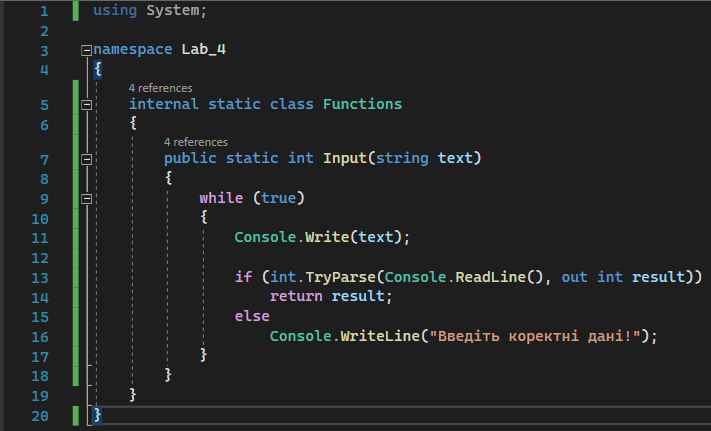 1 using System;
2
3 namespace Lab_4
4 {
4 references
5 internal static class Functions
6 {
4 references
7 public static int Input(string text)
8 {
9 while (true)
10 {
11 Console.Write(text);
12
13 if (int.TryParse(Console.ReadLine(), out int result))
14 return result;
15 else
16 Console.WriteLine("Введіть коректні дані!");
17 }
18 }
19 }
20 }